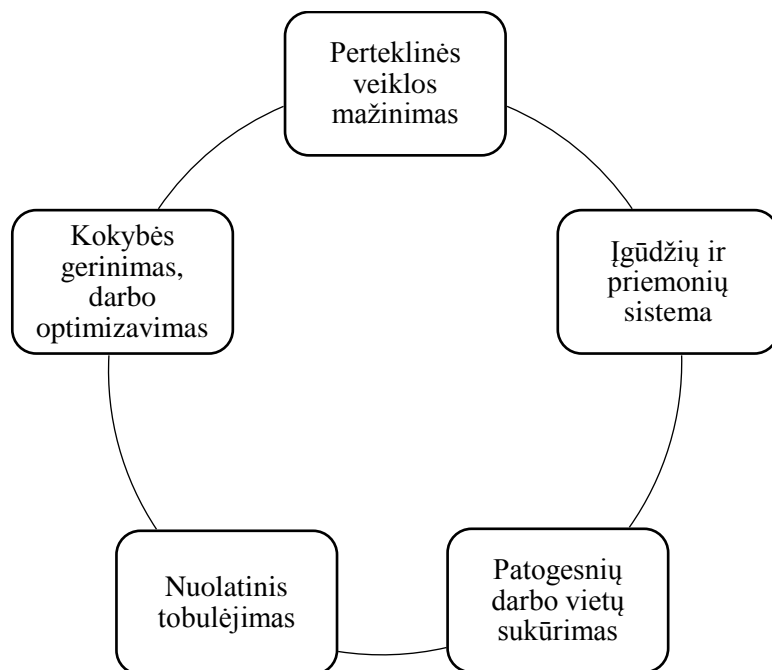 Perteklinės
veiklos
mažinimas
Įgūdžių ir
priemonių
sistema
Patogesnių
darbo vietų
sukūrimas
Nuolatinis
tobulėjimas
Kokybės
gerinimas,
darbo
optimizavimas